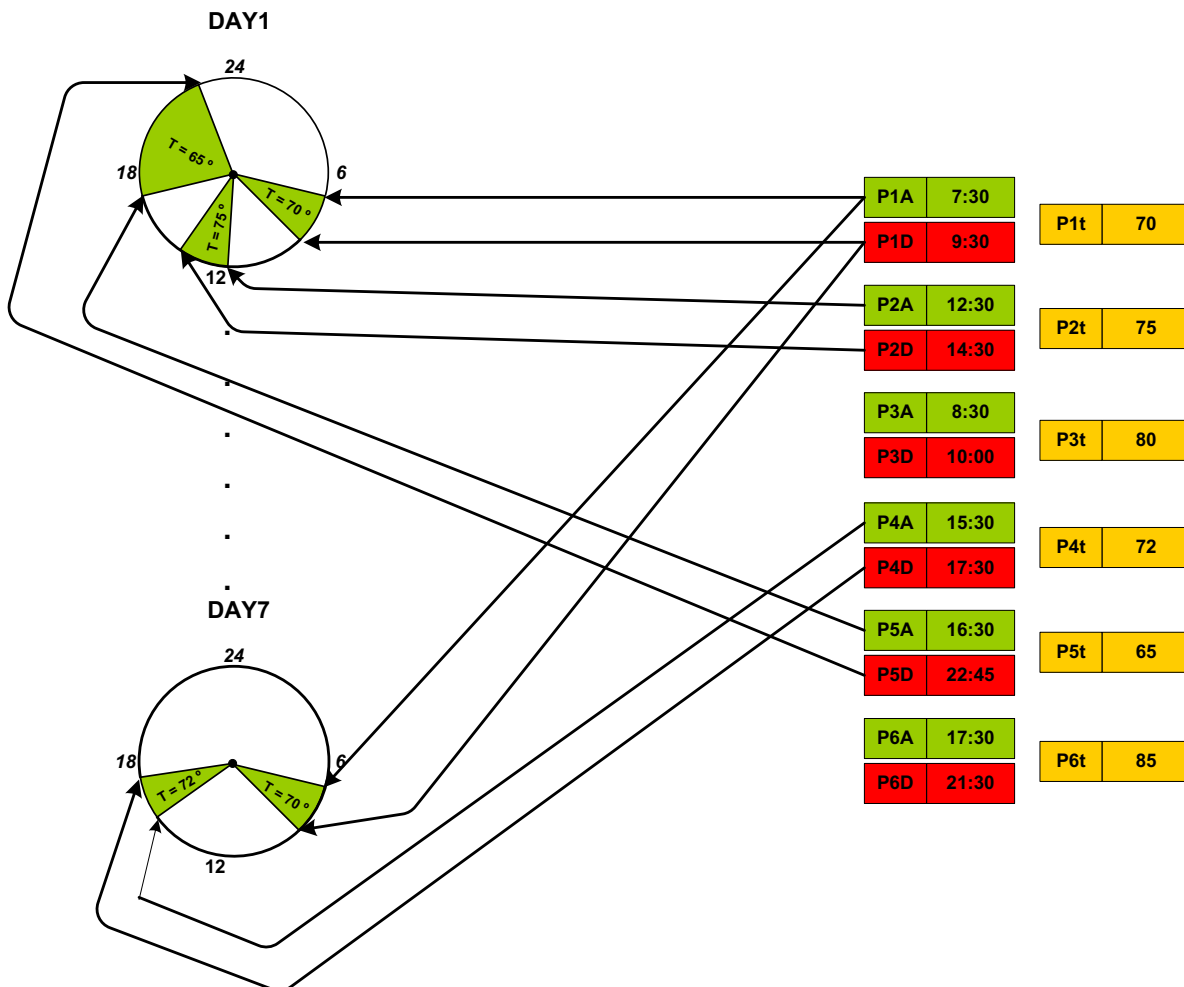 DAY1
24
18
6
12
T = 65 º
T = 75º
T = 70 º
P1A 7:30
P1D 9:30
P1t 70
P2A 12:30
P2D 14:30
P2t 75
P3A 8:30
P3D 10:00
P3t 80
P4A 15:30
P4D 17:30
P4t 72
P5A 16:30
P5D 22:45
P5t 65
P6A 17:30
P6D 21:30
P6t 85
.
.
.
.
.
.
DAY7
24
18
6
12
T = 72 º
T = 70 º